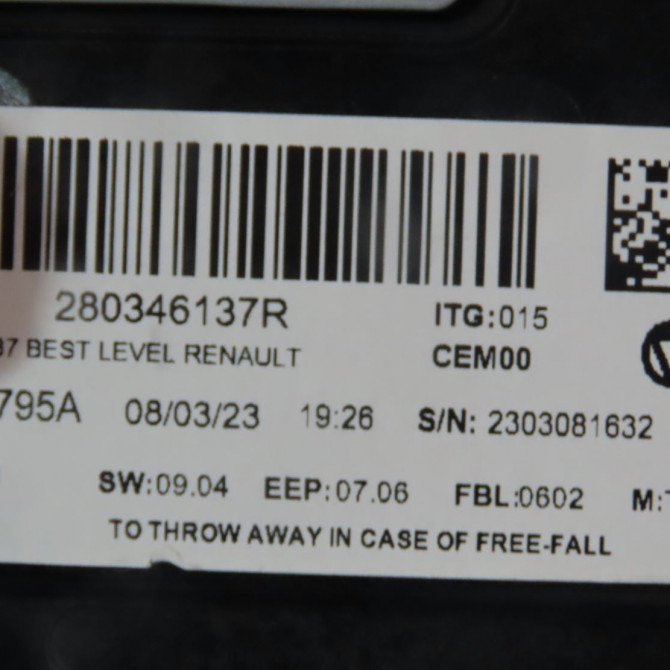 280346137R ITG:015
37 BEST LEVEL RENAULT CEM00
795A 08/03/23 19:26 S/N: 2303081632
SW:09.04 EEP:07.06 FBL:0602 M:
TO THROW AWAY IN CASE OF FREE-FALL